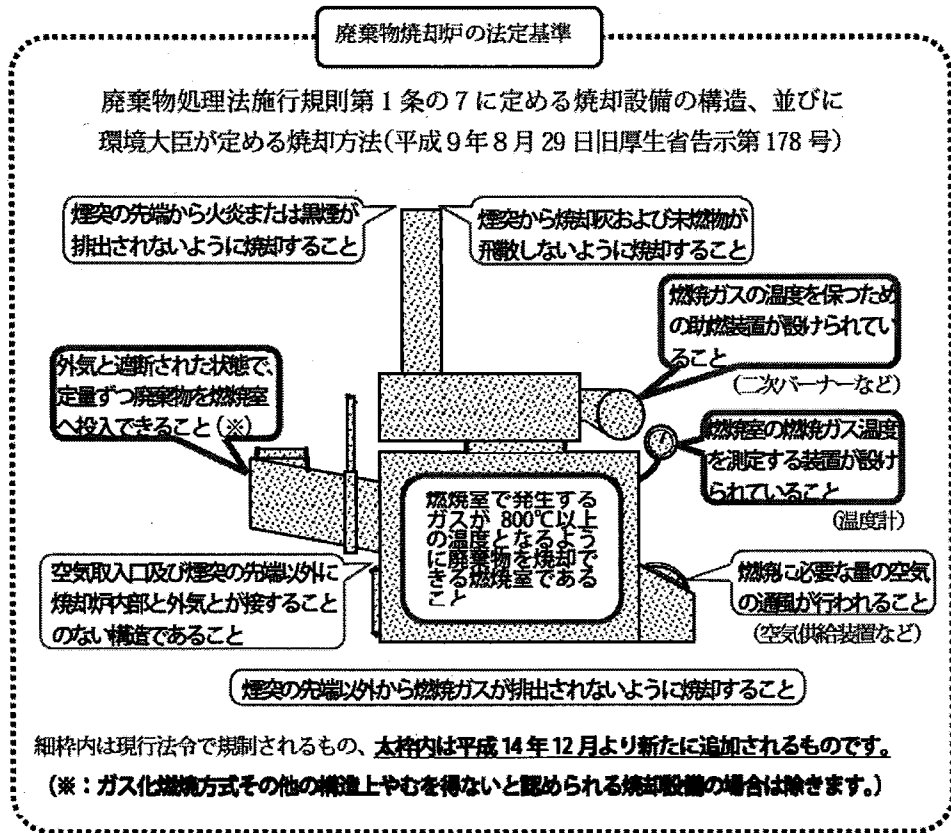 廃棄物焼却炉の法定基準
廃棄物処理法施行規則第1条の7に定める焼却設備の構造、並びに
環境大臣が定める焼却方法(平成9年8月29日旧厚生省告示第178号)
煙突の先端から火炎または黒煙が
排出されないように焼却すること
煙突から焼却灰および未燃物が
飛散しないように焼却すること
燃焼ガスの温度を保つため
の助燃装置が設けられてい
ること
(二次バーナーなど)
外気と遮断された状態で、
定量ずつ廃棄物を燃焼室
へ投入できること(※)
燃焼室の燃焼ガス温度
を測定する装置が設け
られていること
(温度計)
燃焼室で発生する
ガスが 800℃以上
の温度となるよう
に廃棄物を焼却で
きる燃焼室である
こと
空気取入口及び煙突の先端以外に
焼却炉内部と外気とが接すること
のない構造であること
燃焼に必要な量の空気
の通風が行われること
(空気供給装置など)
煙突の先端以外から燃焼ガスが排出されないように焼却すること
細枠内は現行法令で規制されるもの、太枠内は平成14年12月より新たに追加されるものです。
(※：ガス化燃焼方式その他の構造上やむを得ないと認められる焼却設備の場合は除きます。)